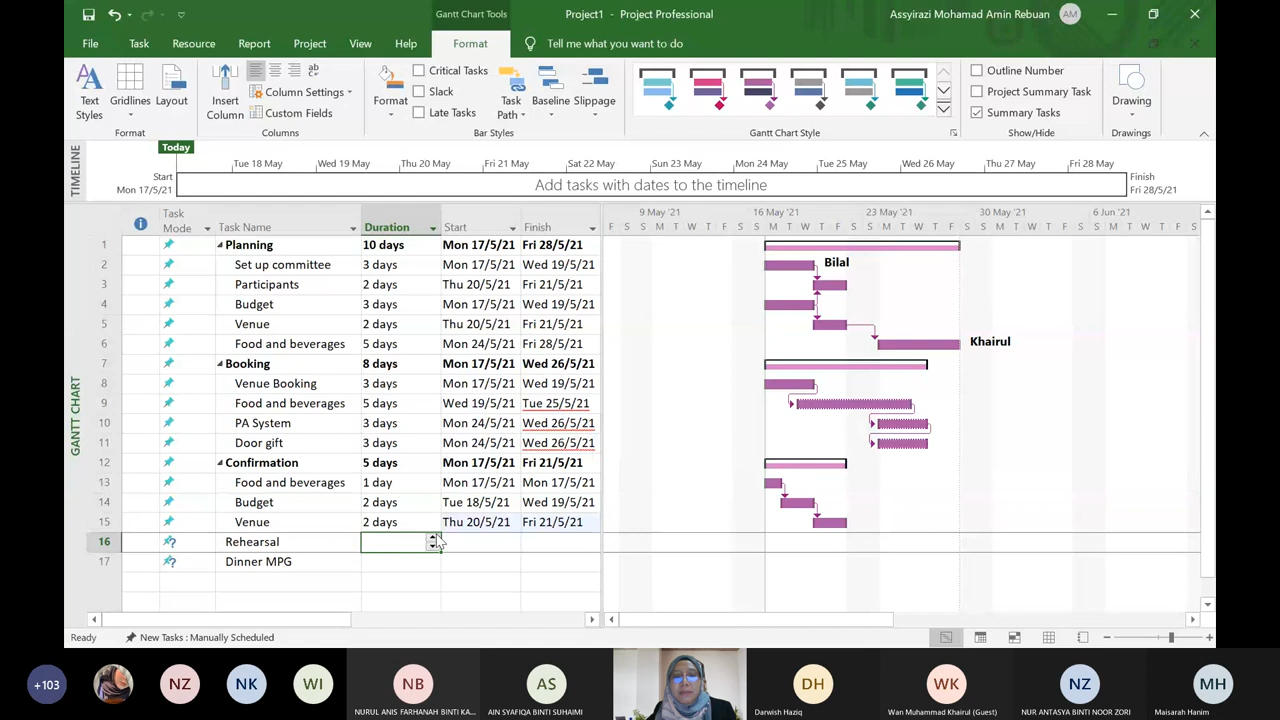 Gantt Chart Tools
Project1 - Project Professional
Assyirazi Mohamad Amin Rebuan
AM
File
Task
Resource
Report
Project
View
Help
Format
Tell me what you want to do
Text Styles
Gridlines
Layout
Format
Insert Column
Column Settings
Custom Fields
Columns
Format
Critical Tasks
Slack
Late Tasks
Task Path
Baseline
Slippage
Bar Styles
Gantt Chart Style
Outline Number
Project Summary Task
Summary Tasks
Show/Hide
Drawing
Drawings
TIMELINE
Today
Tue 18 May
Wed 19 May
Thu 20 May
Fri 21 May
Sat 22 May
Sun 23 May
Mon 24 May
Tue 25 May
Wed 26 May
Thu 27 May
Fri 28 May
Start
Mon 17/5/21
Add tasks with dates to the timeline
Finish
Fri 28/5/21
GANTT CHART
Task Mode
Task Name
Duration
Start
Finish
9 May '21
16 May '21
23 May '21
30 May '21
6 Jun '21
F S S M T W T F S S M T W T F S S M T W T F S S M T W T F S S M T W T F S
1 Planning 10 days Mon 17/5/21 Fri 28/5/21
2 Set up committee 3 days Mon 17/5/21 Wed 19/5/21 Bilal
3 Participants 2 days Thu 20/5/21 Fri 21/5/21
4 Budget 3 days Mon 17/5/21 Wed 19/5/21
5 Venue 2 days Thu 20/5/21 Fri 21/5/21
6 Food and beverages 5 days Mon 24/5/21 Fri 28/5/21 Khairul
7 Booking 8 days Mon 17/5/21 Wed 26/5/21
8 Venue Booking 3 days Mon 17/5/21 Wed 19/5/21
9 Food and beverages 5 days Wed 19/5/21 Tue 25/5/21
10 PA System 3 days Mon 24/5/21 Wed 26/5/21
11 Door gift 3 days Mon 24/5/21 Wed 26/5/21
12 Confirmation 5 days Mon 17/5/21 Fri 21/5/21
13 Food and beverages 1 day Mon 17/5/21 Mon 17/5/21
14 Budget 2 days Tue 18/5/21 Wed 19/5/21
15 Venue 2 days Thu 20/5/21 Fri 21/5/21
16 Rehearsal
17 Dinner MPG
Ready
New Tasks : Manually Scheduled
+103
NZ
NK
WI
NB
NURUL ANIS FARHANAH BINTI KA...
AS
AIN SYAFIQA BINTI SUHAIMI
DH
Darwish Haziq
WK
Wan Muhammad Khairul (Guest)
NZ
NUR ANTASYA BINTI NOOR ZORI
MH
Maisarah Hanim